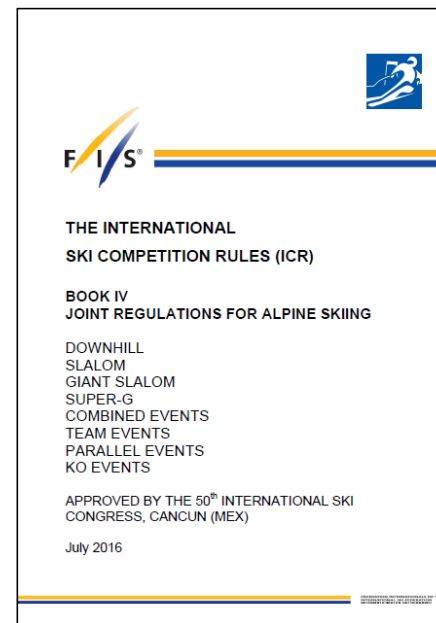 F/I/S®
THE INTERNATIONAL
SKI COMPETITION RULES (ICR)
BOOK IV
JOINT REGULATIONS FOR ALPINE SKIING
DOWNHILL
SLALOM
GIANT SLALOM
SUPER-G
COMBINED EVENTS
TEAM EVENTS
PARALLEL EVENTS
KO EVENTS
APPROVED BY THE 50th INTERNATIONAL SKI
CONGRESS, CANCUN (MEX)
July 2016